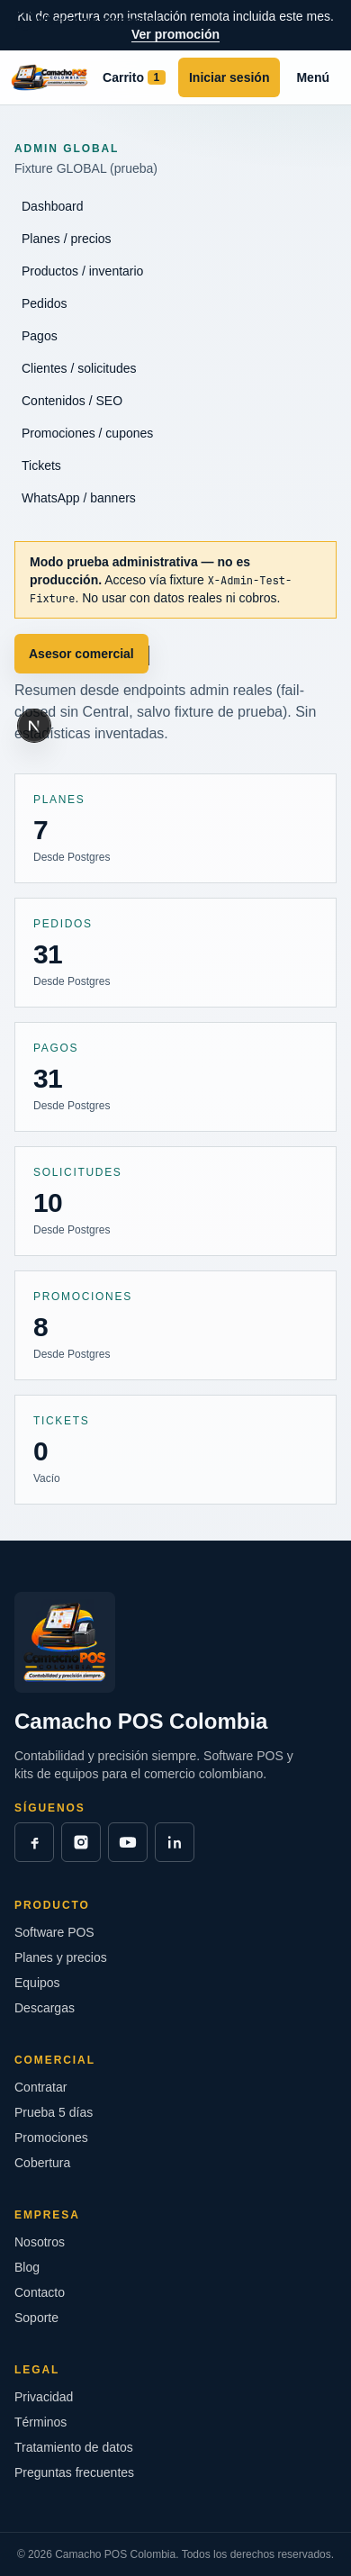 Kit de apertura con instalación remota incluida este mes.
Ver promoción
Camacho POS
COLOMBIA
Carrito 1
Iniciar sesión
Menú
ADMIN GLOBAL
Fixture GLOBAL (prueba)
Dashboard
Planes / precios
Productos / inventario
Pedidos
Pagos
Clientes / solicitudes
Contenidos / SEO
Promociones / cupones
Tickets
WhatsApp / banners
Modo prueba administrativa — no es
producción. Acceso vía fixture X-Admin-Test-
Fixture. No usar con datos reales ni cobros.
Asesor comercial
Resumen desde endpoints admin reales (fail-
closed sin Central, salvo fixture de prueba). Sin
estadísticas inventadas.
N
PLANES
7
Desde Postgres
PEDIDOS
31
Desde Postgres
PAGOS
31
Desde Postgres
SOLICITUDES
10
Desde Postgres
PROMOCIONES
8
Desde Postgres
TICKETS
0
Vacío
Camacho POS
COLOMBIA
Contabilidad y precisión siempre.
Camacho POS Colombia
Contabilidad y precisión siempre. Software POS y
kits de equipos para el comercio colombiano.
SÍGUENOS
PRODUCTO
Software POS
Planes y precios
Equipos
Descargas
COMERCIAL
Contratar
Prueba 5 días
Promociones
Cobertura
EMPRESA
Nosotros
Blog
Contacto
Soporte
LEGAL
Privacidad
Términos
Tratamiento de datos
Preguntas frecuentes
© 2026 Camacho POS Colombia. Todos los derechos reservados.